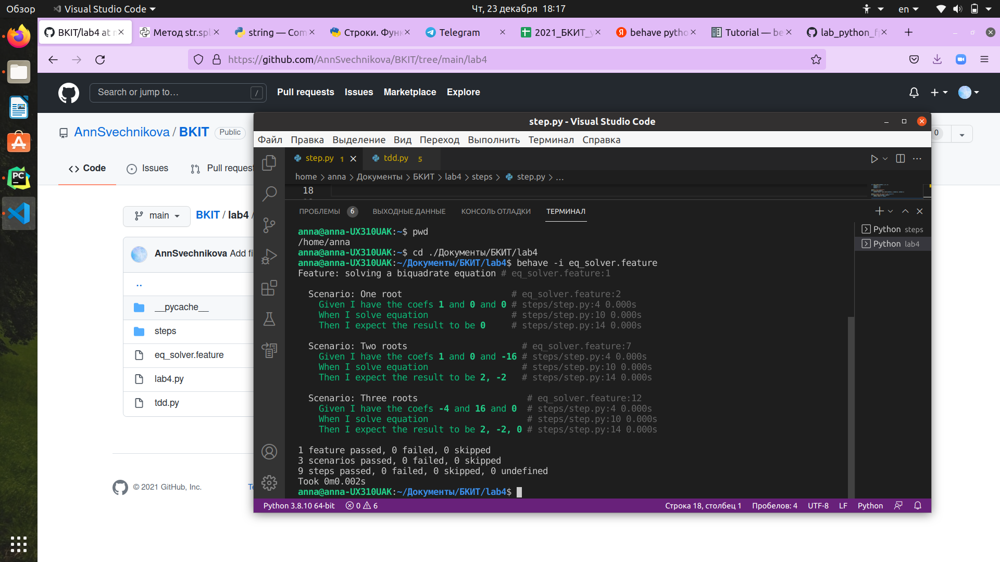 Обзор
Visual Studio Code
Чт, 23 декабря 18:17
en
BKIT/lab4 at
Метод str.spl
string — Com
Строки. Фун
Telegram
2021_БКИТ_
behave pytho
Tutorial — be
lab_python_f
https://github.com/AnnSvechnikova/BKIT/tree/main/lab4
Search or jump to…
/
Pull requests
Issues
Marketplace
Explore
AnnSvechnikova / BKIT
Public
0
Code
Issues
Pull request
main
BKIT / lab4 /
AnnSvechnikova Add fi
..
__pycache__
steps
eq_solver.feature
lab4.py
tdd.py
© 2021 GitHub, Inc.
Te
step.py - Visual Studio Code
Файл Правка Выделение Вид Переход Выполнить Терминал Справка
step.py 1
tdd.py 5
home > anna > Документы > БКИТ > lab4 > steps > step.py > ...
18
ПРОБЛЕМЫ 6 ВЫХОДНЫЕ ДАННЫЕ КОНСОЛЬ ОТЛАДКИ ТЕРМИНАЛ
Python steps
Python lab4
anna@anna-UX310UAK:~$ pwd
/home/anna
anna@anna-UX310UAK:~$ cd ./Документы/БКИТ/lab4
anna@anna-UX310UAK:~/Документы/БКИТ/lab4$ behave -i eq_solver.feature
Feature: solving a biquadrate equation # eq_solver.feature:1
Scenario: One root # eq_solver.feature:2
Given I have the coefs 1 and 0 and 0 # steps/step.py:4 0.000s
When I solve equation # steps/step.py:10 0.000s
Then I expect the result to be 0 # steps/step.py:14 0.000s
Scenario: Two roots # eq_solver.feature:7
Given I have the coefs 1 and 0 and -16 # steps/step.py:4 0.000s
When I solve equation # steps/step.py:10 0.000s
Then I expect the result to be 2, -2 # steps/step.py:14 0.000s
Scenario: Three roots # eq_solver.feature:12
Given I have the coefs -4 and 16 and 0 # steps/step.py:4 0.000s
When I solve equation # steps/step.py:10 0.000s
Then I expect the result to be 2, -2, 0 # steps/step.py:14 0.000s
1 feature passed, 0 failed, 0 skipped
3 scenarios passed, 0 failed, 0 skipped
9 steps passed, 0 failed, 0 skipped, 0 undefined
Took 0m0.002s
anna@anna-UX310UAK:~/Документы/БКИТ/lab4$
Python 3.8.10 64-bit 0 6
Строка 18, столбец 1 Пробелов: 4 UTF-8 LF Python